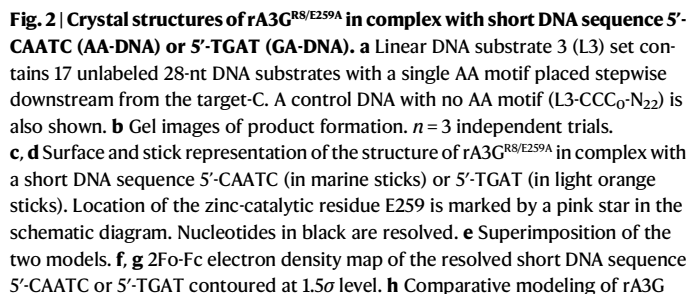 Fig. 2 | Crystal structures of rA3G^R8/E259A in complex with short DNA sequence 5′-
CAATC (AA-DNA) or 5′-TGAT (GA-DNA). a Linear DNA substrate 3 (L3) set con-
tains 17 unlabeled 28-nt DNA substrates with a single AA motif placed stepwise
downstream from the target-C. A control DNA with no AA motif (L3-CCC₀-N₂₂) is
also shown. b Gel images of product formation. n = 3 independent trials.
c, d Surface and stick representation of the structure of rA3G^R8/E259A in complex with
a short DNA sequence 5′-CAATC (in marine sticks) or 5′-TGAT (in light orange
sticks). Location of the zinc-catalytic residue E259 is marked by a pink star in the
schematic diagram. Nucleotides in black are resolved. e Superimposition of the
two models. f, g 2Fo-Fc electron density map of the resolved short DNA sequence
5′-CAATC or 5′-TGAT contoured at 1.5σ level. h Comparative modeling of rA3G